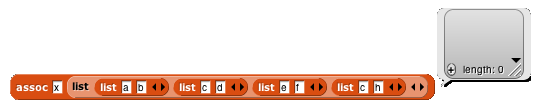 length: 0
assoc x list list a b list c d list e f list c h